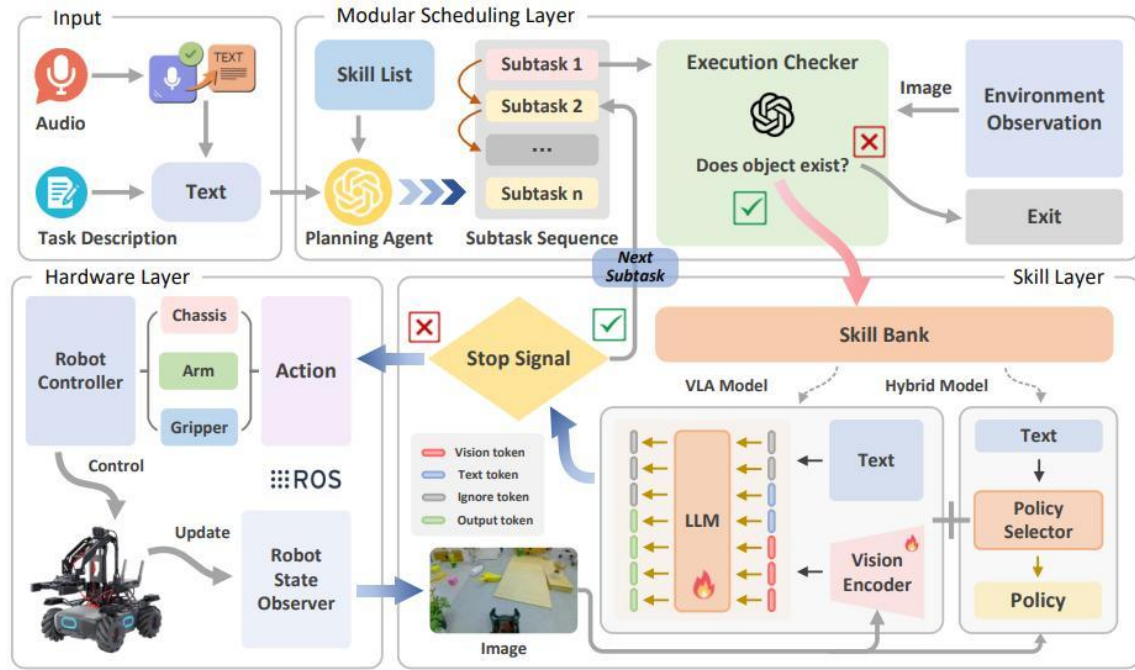 Input
Audio
TEXT
Text
Task Description
Modular Scheduling Layer
Skill List
Planning Agent
Subtask 1
Subtask 2
...
Subtask n
Subtask Sequence
Execution Checker
Does object exist?
Image
Environment
Observation
Exit
Next
Subtask
Hardware Layer
Robot
Controller
Chassis
Arm
Gripper
Action
Control
ROS
Update
Robot
State
Observer
Skill Layer
Stop Signal
Skill Bank
VLA Model
Hybrid Model
Vision token
Text token
Ignore token
Output token
Image
LLM
Text
Vision
Encoder
Text
Policy
Selector
Policy